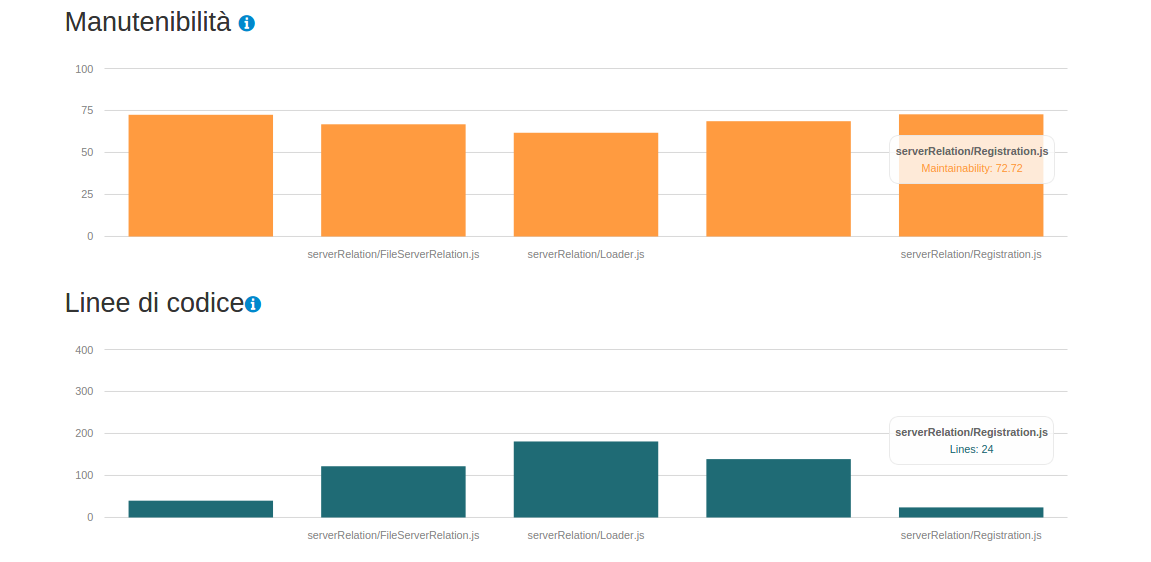 Manutenibilità
100
75
50
25
0
serverRelation/Registration.js
Maintainability: 72.72
serverRelation/FileServerRelation.js
serverRelation/Loader.js
serverRelation/Registration.js
Linee di codice
400
300
200
100
0
serverRelation/Registration.js
Lines: 24
serverRelation/FileServerRelation.js
serverRelation/Loader.js
serverRelation/Registration.js